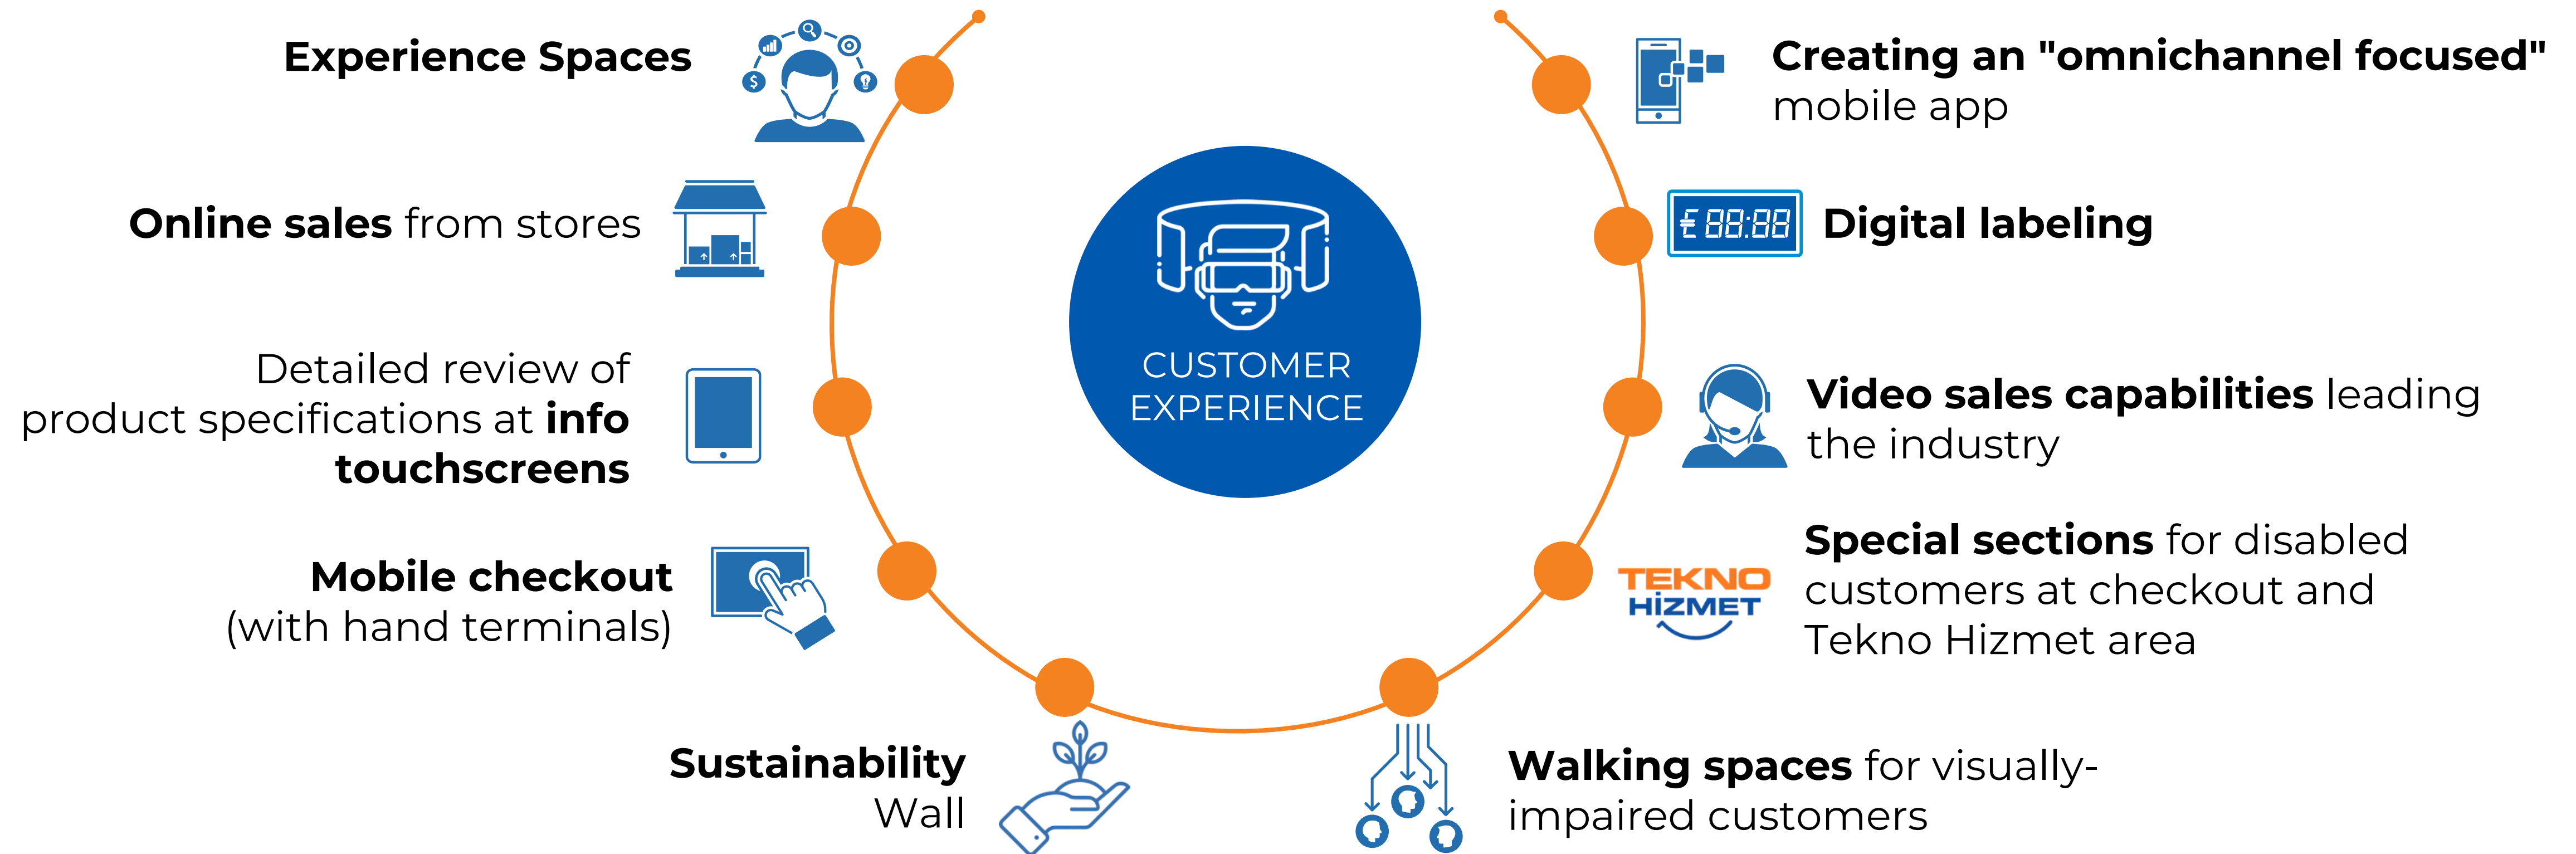 Experience Spaces
Online sales from stores
Detailed review of
product specifications at info
touchscreens
Mobile checkout
(with hand terminals)
Sustainability
Wall
CUSTOMER
EXPERIENCE
Creating an "omnichannel focused"
mobile app
£ 88:88
Digital labeling
Video sales capabilities leading
the industry
TEKNO
HİZMET
Special sections for disabled
customers at checkout and
Tekno Hizmet area
Walking spaces for visually-
impaired customers